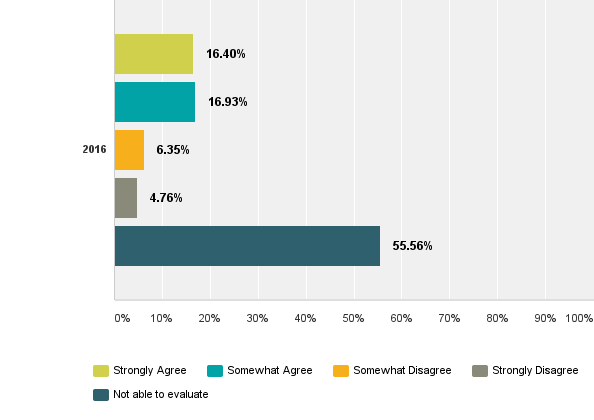 16.40%
16.93%
2016
6.35%
4.76%
55.56%
0% 10% 20% 30% 40% 50% 60% 70% 80% 90% 100%
Strongly Agree Somewhat Agree Somewhat Disagree Strongly Disagree
Not able to evaluate